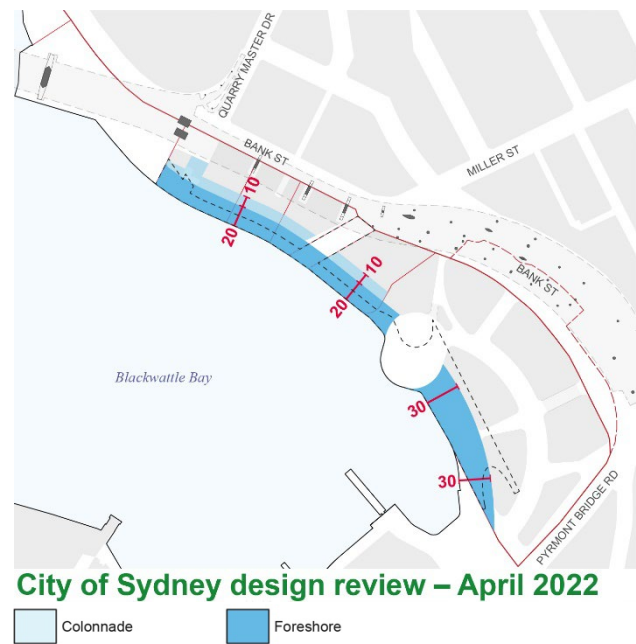 QUARRY MASTER DR
BANK ST
MILLER ST
10
20
10
BANK ST
20
Blackwattle Bay
30
30
PYRMONT BRIDGE RD
City of Sydney design review – April 2022
Colonnade
Foreshore